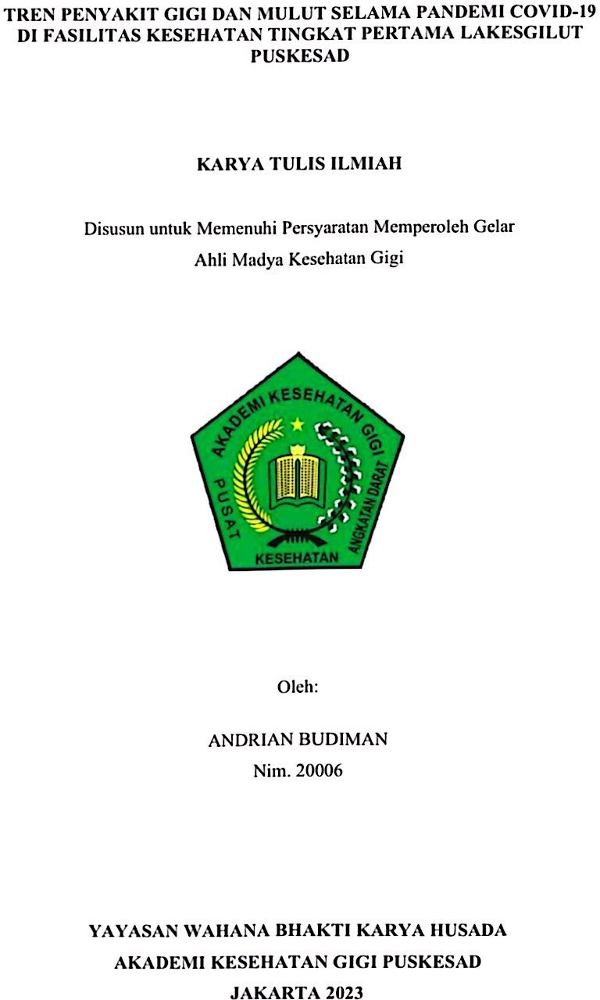 TREN PENYAKIT GIGI DAN MULUT SELAMA PANDEMI COVID-19
DI FASILITAS KESEHATAN TINGKAT PERTAMA LAKESGILUT
PUSKESAD
KARYA TULIS ILMIAH
Disusun untuk Memenuhi Persyaratan Memperoleh Gelar
Ahli Madya Kesehatan Gigi
AKADEMI KESEHATAN GIGI
PUSAT
KESEHATAN
ANGKATAN DARAT
Oleh:
ANDRIAN BUDIMAN
Nim. 20006
YAYASAN WAHANA BHAKTI KARYA HUSADA
AKADEMI KESEHATAN GIGI PUSKESAD
JAKARTA 2023